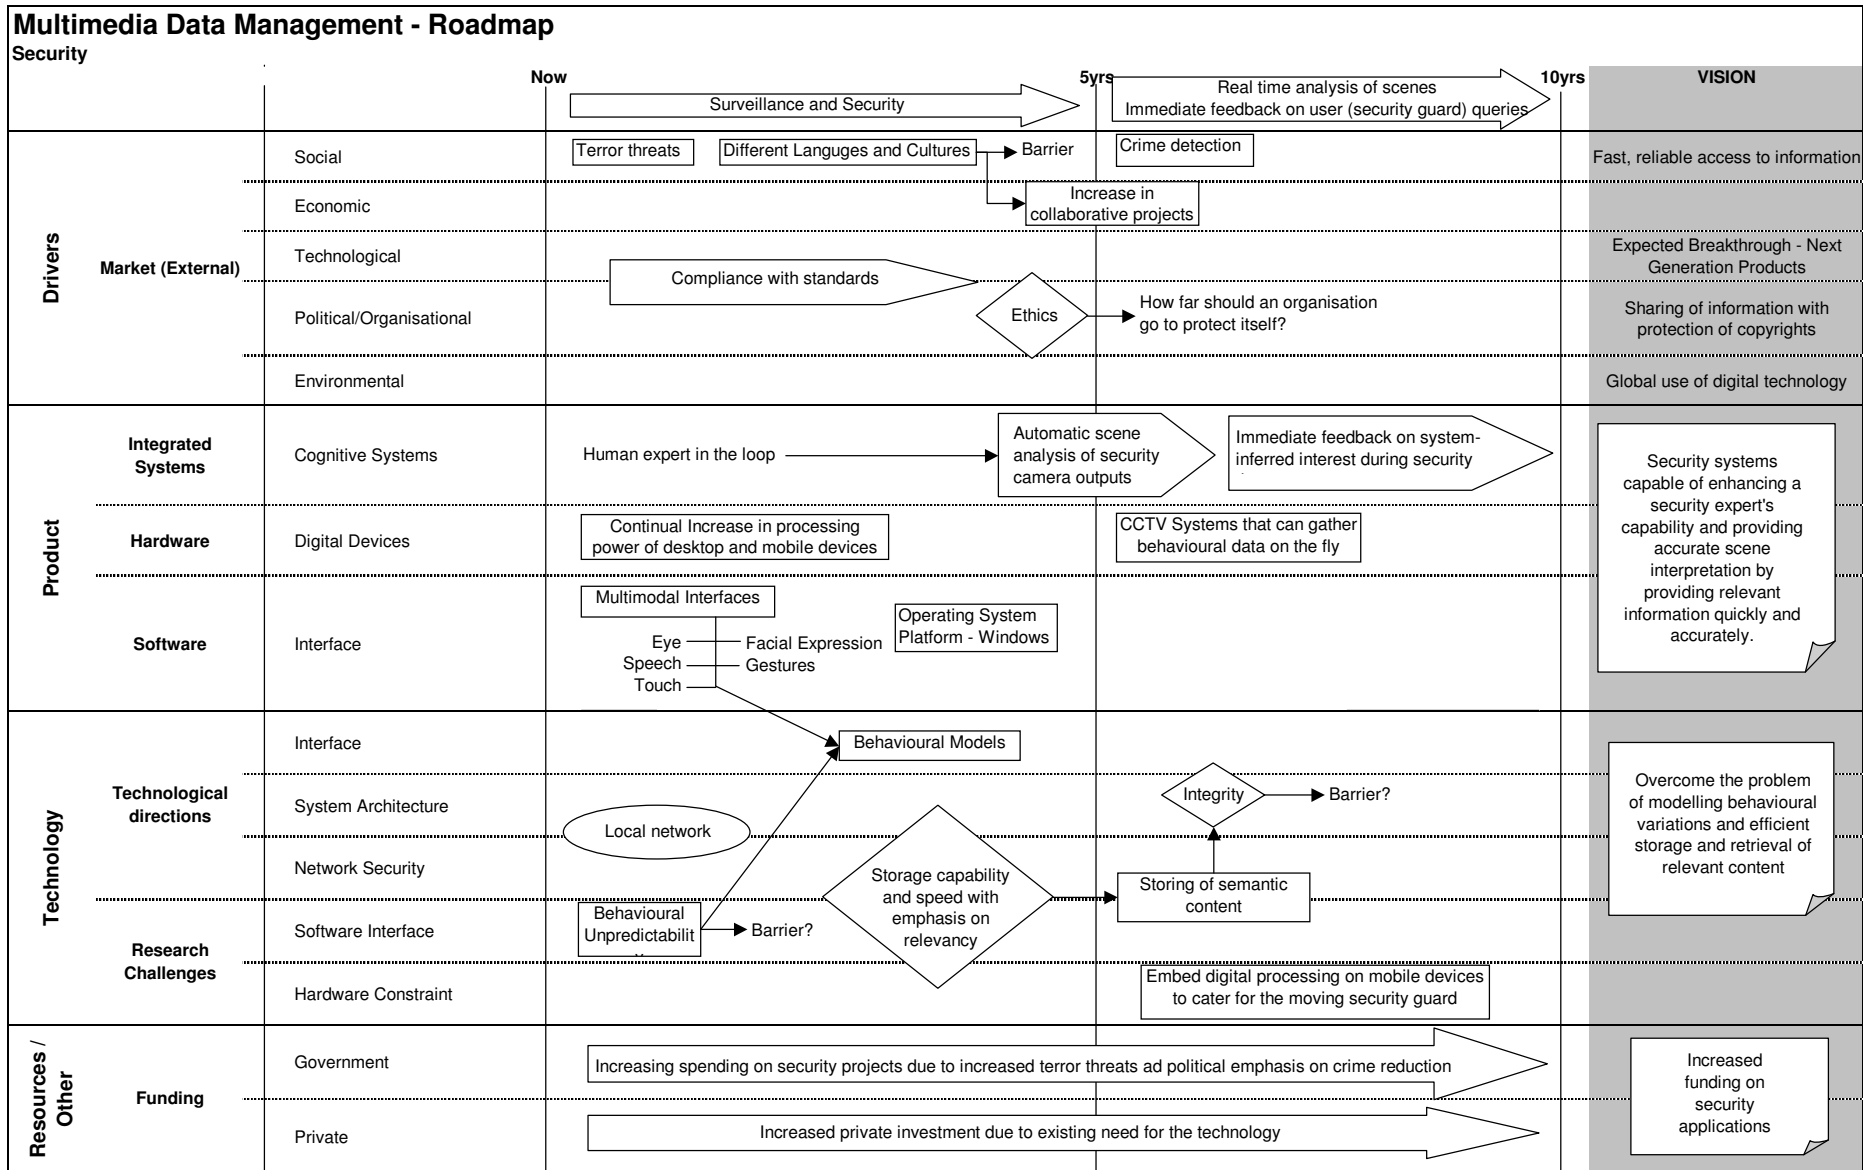 Multimedia Data Management - Roadmap
Security
Now
5yrs
10yrs
VISION
Surveillance and Security
Real time analysis of scenes
Immediate feedback on user (security guard) queries
Drivers
Market (External)
Social
Terror threats
Different Languges and Cultures
Barrier
Crime detection
Fast, reliable access to information
Economic
Increase in
collaborative projects
Technological
Compliance with standards
Expected Breakthrough - Next
Generation Products
Political/Organisational
Ethics
How far should an organisation
go to protect itself?
Sharing of information with
protection of copyrights
Environmental
Global use of digital technology
Product
Integrated
Systems
Cognitive Systems
Human expert in the loop
Automatic scene
analysis of security
camera outputs
Immediate feedback on system-
inferred interest during security
Security systems
capable of enhancing a
security expert's
capability and providing
accurate scene
interpretation by
providing relevant
information quickly and
accurately.
Hardware
Digital Devices
Continual Increase in processing
power of desktop and mobile devices
CCTV Systems that can gather
behavioural data on the fly
Software
Interface
Multimodal Interfaces
Eye
Speech
Touch
Facial Expression
Gestures
Operating System
Platform - Windows
Technology
Technological
directions
Interface
Behavioural Models
System Architecture
Local network
Integrity
Barrier?
Overcome the problem
of modelling behavioural
variations and efficient
storage and retrieval of
relevant content
Network Security
Storage capability
and speed with
emphasis on
relevancy
Storing of semantic
content
Research
Challenges
Software Interface
Behavioural
Unpredictabilit
Barrier?
Hardware Constraint
Embed digital processing on mobile devices
to cater for the moving security guard
Resources /
Other
Funding
Government
Increasing spending on security projects due to increased terror threats ad political emphasis on crime reduction
Increased
funding on
security
applications
Private
Increased private investment due to existing need for the technology